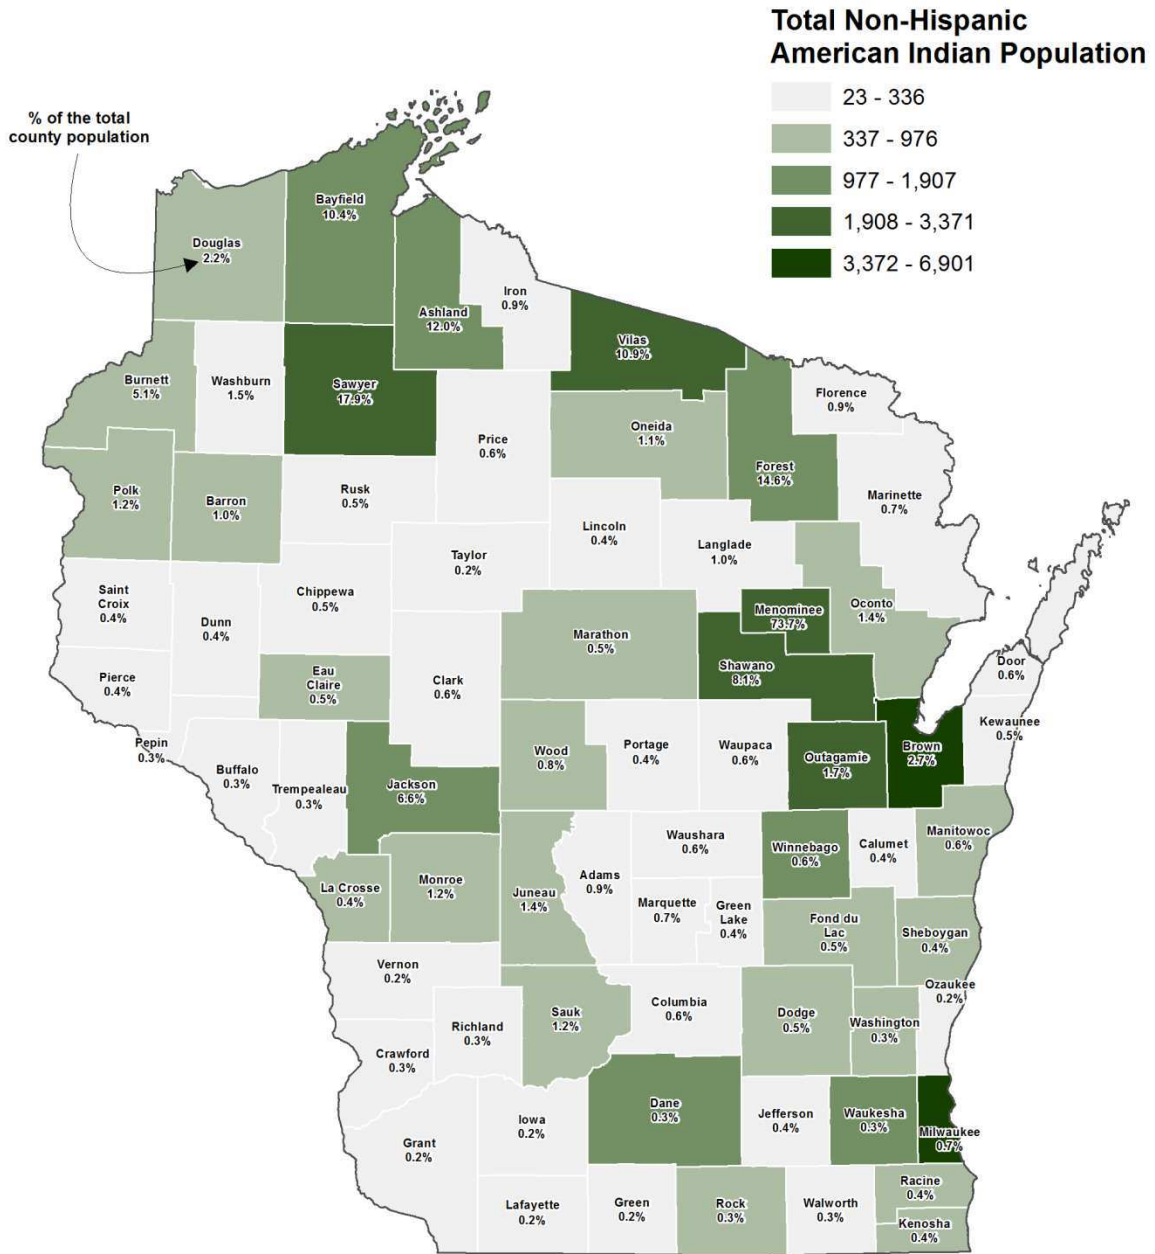 Total Non-Hispanic
American Indian Population
23 - 336
337 - 976
977 - 1,907
1,908 - 3,371
3,372 - 6,901
% of the total
county population
Bayfield
10.4%
Douglas
2.2%
Ashland
12.0%
Iron
0.9%
Vilas
10.9%
Burnett
5.1%
Washburn
1.5%
Sawyer
17.9%
Florence
0.9%
Price
0.6%
Oneida
1.1%
Forest
14.6%
Polk
1.2%
Barron
1.0%
Rusk
0.5%
Marinette
0.7%
Lincoln
0.4%
Taylor
0.2%
Langlade
1.0%
Saint
Croix
0.4%
Dunn
0.4%
Chippewa
0.5%
Marathon
0.5%
Menominee
73.7%
Oconto
1.4%
Pierce
0.4%
Eau
Claire
0.5%
Clark
0.6%
Shawano
8.1%
Door
0.6%
Pepin
0.3%
Buffalo
0.3%
Trempealeau
0.3%
Jackson
6.6%
Wood
0.8%
Portage
0.4%
Waupaca
0.6%
Outagamie
1.7%
Brown
2.7%
Kewaunee
0.5%
La Crosse
0.4%
Monroe
1.2%
Juneau
1.4%
Adams
0.9%
Waushara
0.6%
Winnebago
0.6%
Calumet
0.4%
Manitowoc
0.6%
Marquette
0.7%
Green
Lake
0.4%
Fond du
Lac
0.5%
Sheboygan
0.4%
Vernon
0.2%
Richland
0.3%
Sauk
1.2%
Columbia
0.6%
Dodge
0.5%
Washington
0.3%
Ozaukee
0.2%
Crawford
0.3%
Grant
0.2%
Iowa
0.2%
Dane
0.3%
Jefferson
0.4%
Waukesha
0.3%
Milwaukee
0.7%
Lafayette
0.2%
Green
0.2%
Rock
0.3%
Walworth
0.3%
Racine
0.4%
Kenosha
0.4%